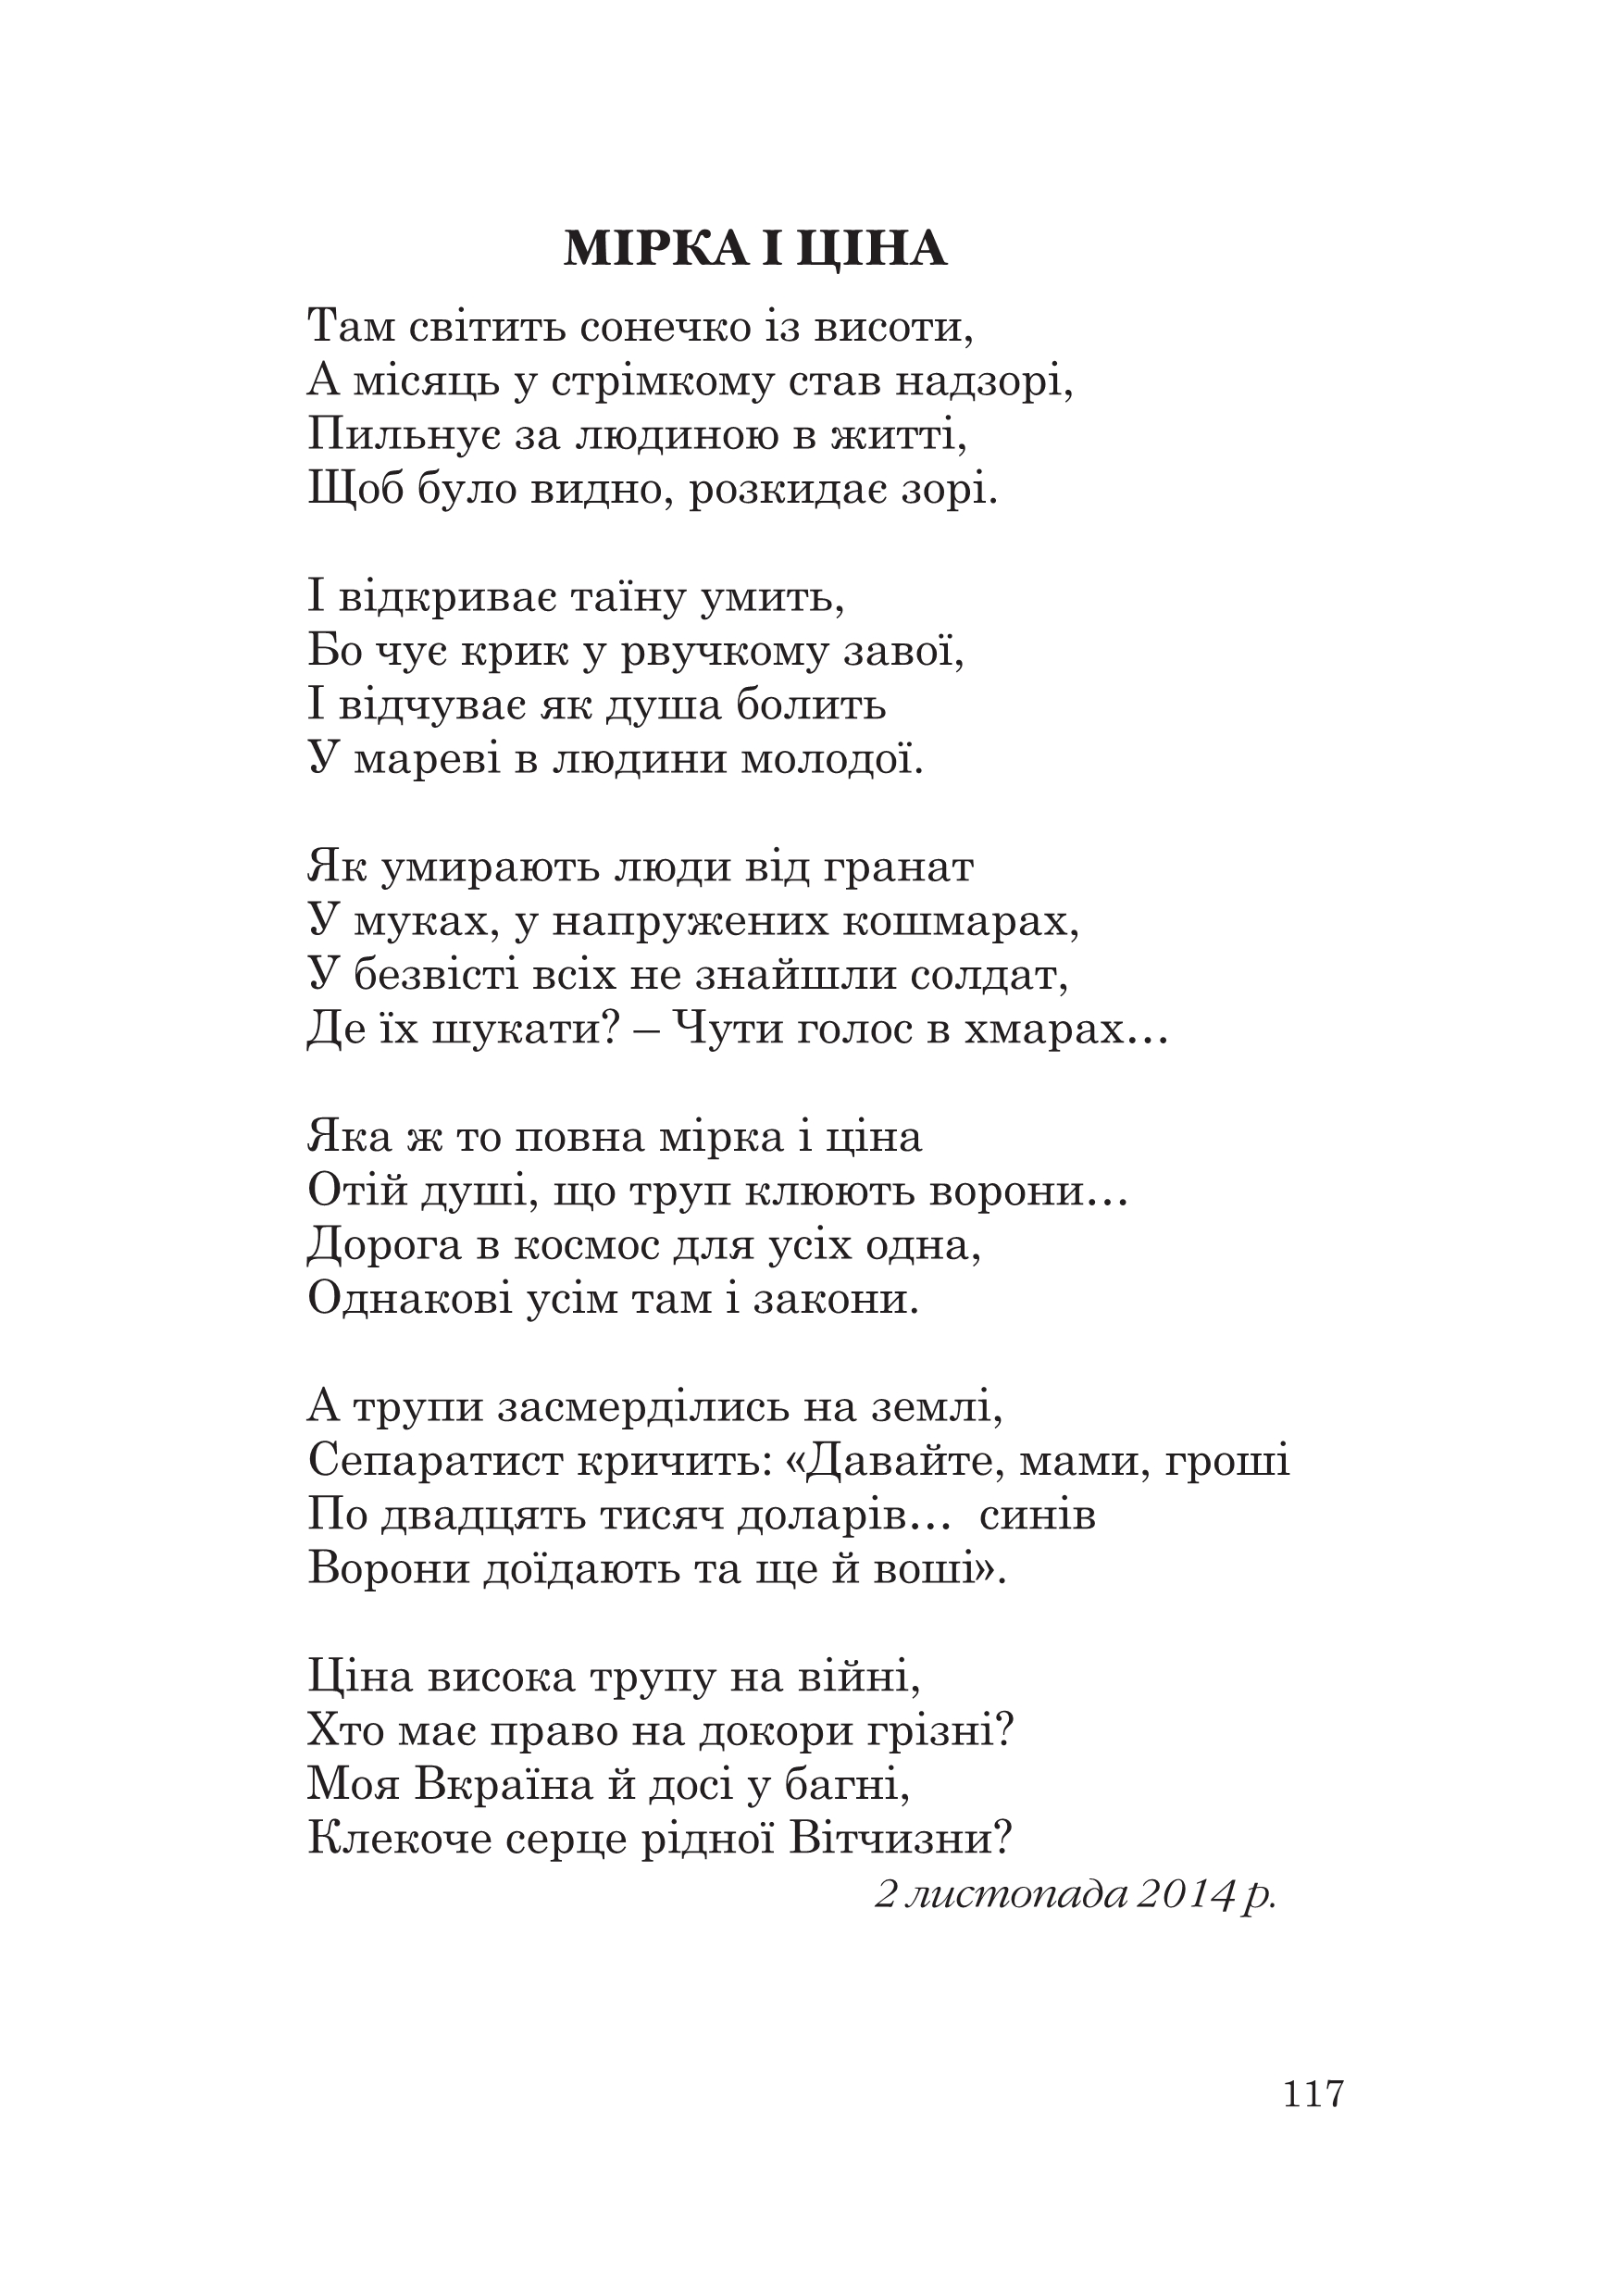 МІРКА І ЦІНА
Там світить сонечко із висоти,
А місяць у стрімкому став надзорі,
Пильнує за людиною в житті,
Щоб було видно, розкидає зорі.
І відкриває таїну умить,
Бо чує крик у рвучкому завої,
І відчуває як душа болить
У мареві в людини молодої.
Як умирають люди від гранат
У муках, у напружених кошмарах,
У безвісті всіх не знайшли солдат,
Де їх шукати? – Чути голос в хмарах...
Яка ж то повна мірка і ціна
Отій душі, що труп клюють ворони...
Дорога в космос для усіх одна,
Однакові усім там і закони.
А трупи засмерділись на землі,
Сепаратист кричить: «Давайте, мами, гроші
По двадцять тисяч доларів...  синів
Ворони доїдають та ще й воші».
Ціна висока трупу на війні,
Хто має право на докори грізні?
Моя Вкраїна й досі у багні,
Клекоче серце рідної Вітчизни?
2 листопада 2014 р.
117